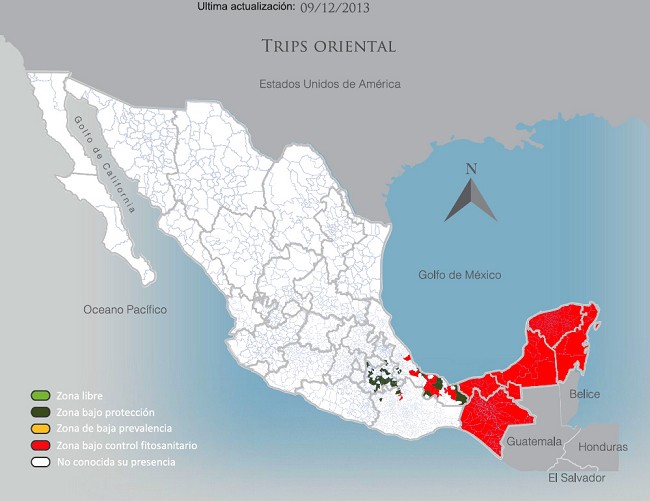 Ultima actualización: 09/12/2013
TRIPS ORIENTAL
Estados Unidos de América
Golfo de California
N
Golfo de México
Oceano Pacífico
Belice
Guatemala
Honduras
El Salvador
Zona libre
Zona bajo protección
Zona de baja prevalencia
Zona bajo control fitosanitario
No conocida su presencia